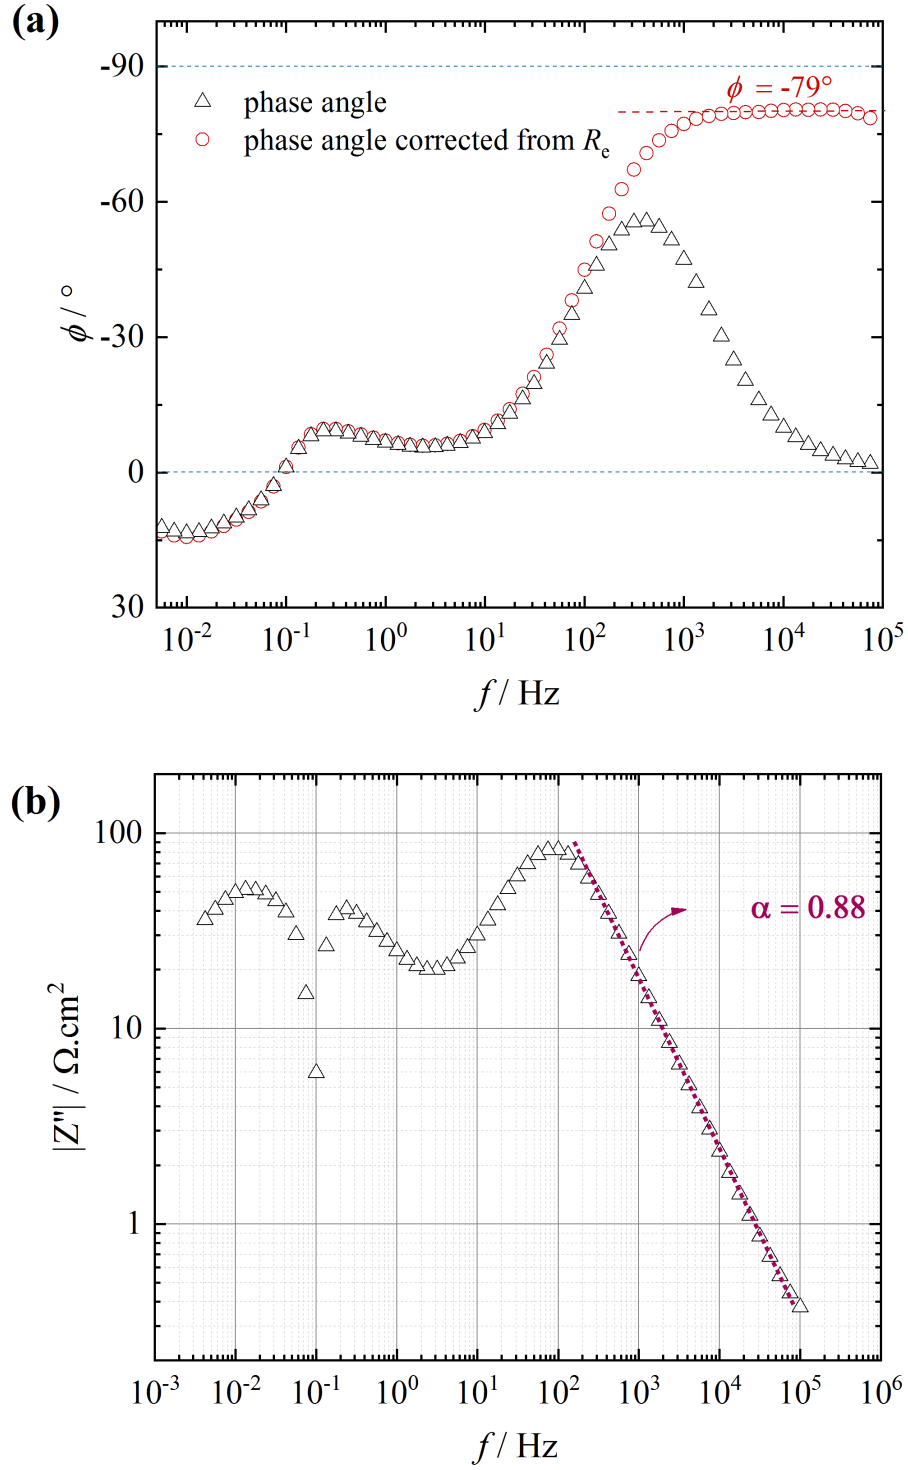 (a)
-90
ϕ = -79°
phase angle
phase angle corrected from Rₑ
-60
-30
0
30
ϕ / °
10⁻² 10⁻¹ 10⁰ 10¹ 10² 10³ 10⁴ 10⁵
f / Hz
(b)
100
α = 0.88
10
1
|Z"| / Ω.cm²
10⁻³ 10⁻² 10⁻¹ 10⁰ 10¹ 10² 10³ 10⁴ 10⁵ 10⁶
f / Hz